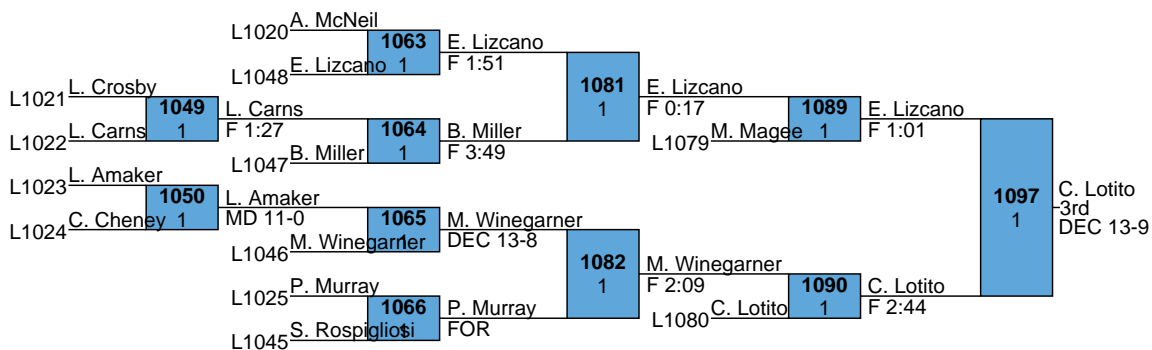 L1020 A. McNeil
1063
1
E. Lizcano
F 1:51
L1048 E. Lizcano
1081
1
E. Lizcano
F 0:17
L1021 L. Crosby
1049
1
L. Carns
F 1:27
L1022 L. Carns
1064
1
B. Miller
F 3:49
L1047 B. Miller
1089
1
E. Lizcano
F 1:01
L1079 M. Magee
L1023 L. Amaker
1050
1
L. Amaker
MD 11-0
L1024 C. Cheney
1065
1
M. Winegarner
DEC 13-8
L1046 M. Winegarner
1097
1
C. Lotito
3rd
DEC 13-9
1082
1
M. Winegarner
F 2:09
L1025 P. Murray
1066
1
P. Murray
FOR
L1045 S. Rospigliosi
1090
1
C. Lotito
F 2:44
L1080 C. Lotito